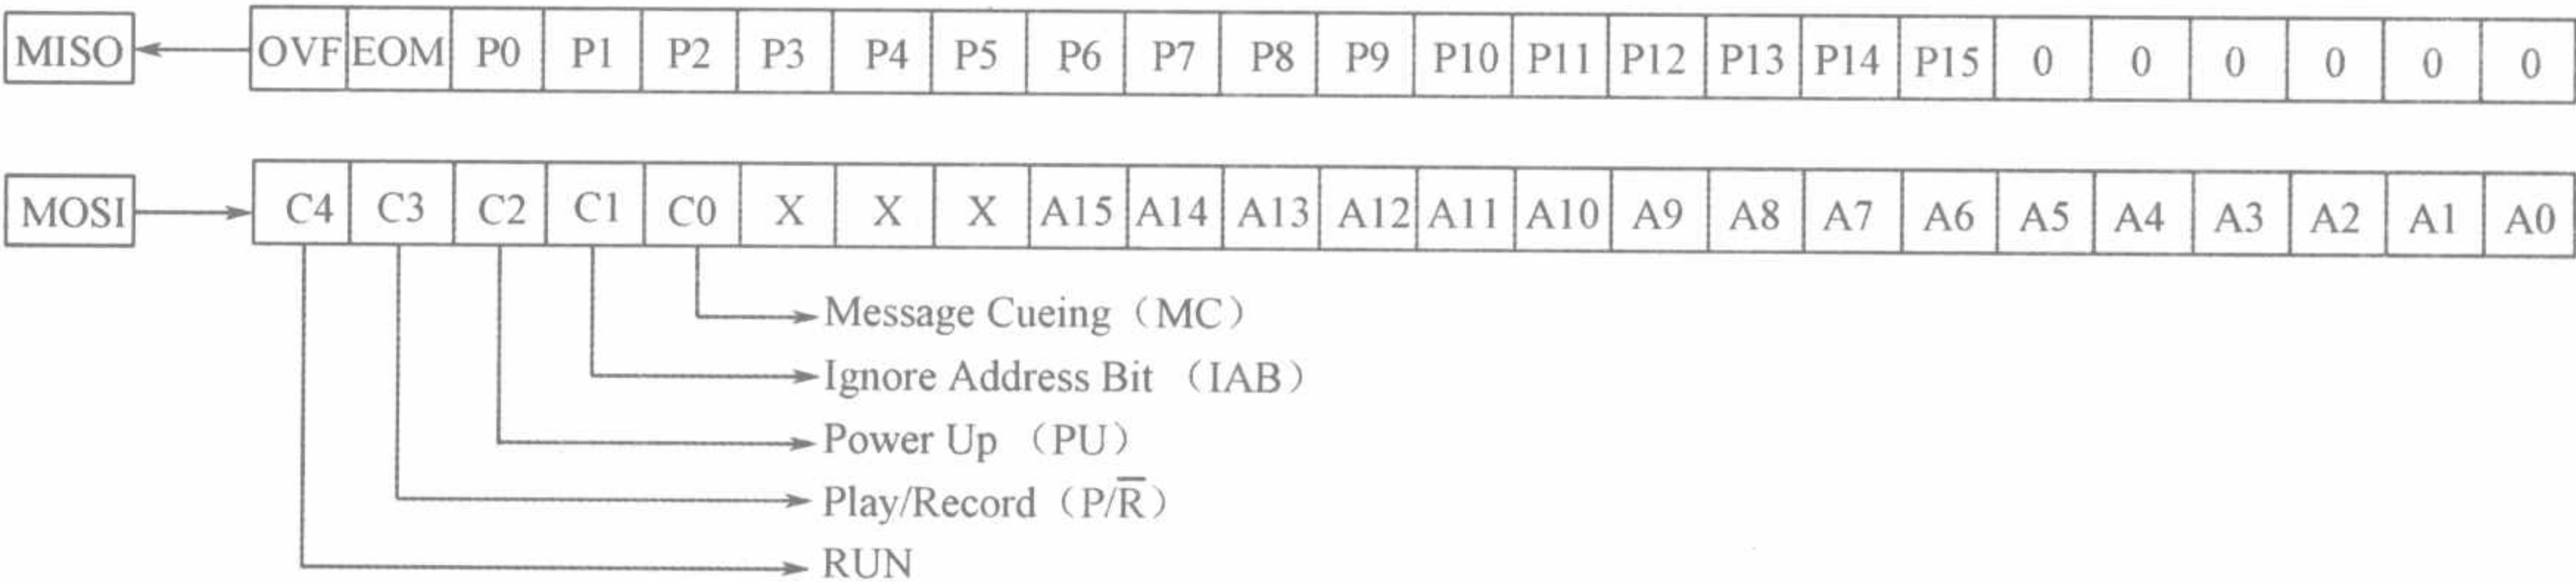 MISO OVF EOM P0 P1 P2 P3 P4 P5 P6 P7 P8 P9 P10 P11 P12 P13 P14 P15 0 0 0 0 0 0
MOSI C4 C3 C2 C1 C0 X X X A15 A14 A13 A12 A11 A10 A9 A8 A7 A6 A5 A4 A3 A2 A1 A0
Message Cueing（MC）
Ignore Address Bit （IAB）
Power Up （PU）
Play/Record（P/R̅）
RUN